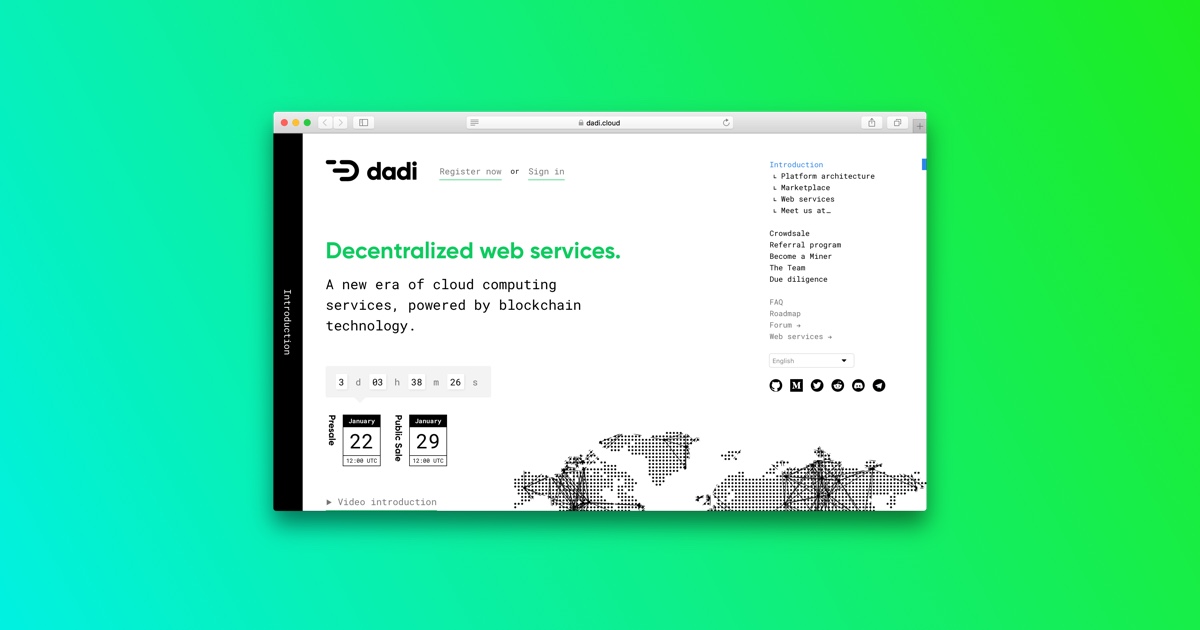 dadi.cloud
Introduction
dadi
Register now or Sign in
Decentralized web services.
A new era of cloud computing
services, powered by blockchain
technology.
3 d 03 h 38 m 26 s
Presale
January
22
12:00 UTC
Public Sale
January
29
12:00 UTC
▶ Video introduction
Introduction
↳ Platform architecture
↳ Marketplace
↳ Web services
↳ Meet us at…
Crowdsale
Referral program
Become a Miner
The Team
Due diligence
FAQ
Roadmap
Forum →
Web services →
English